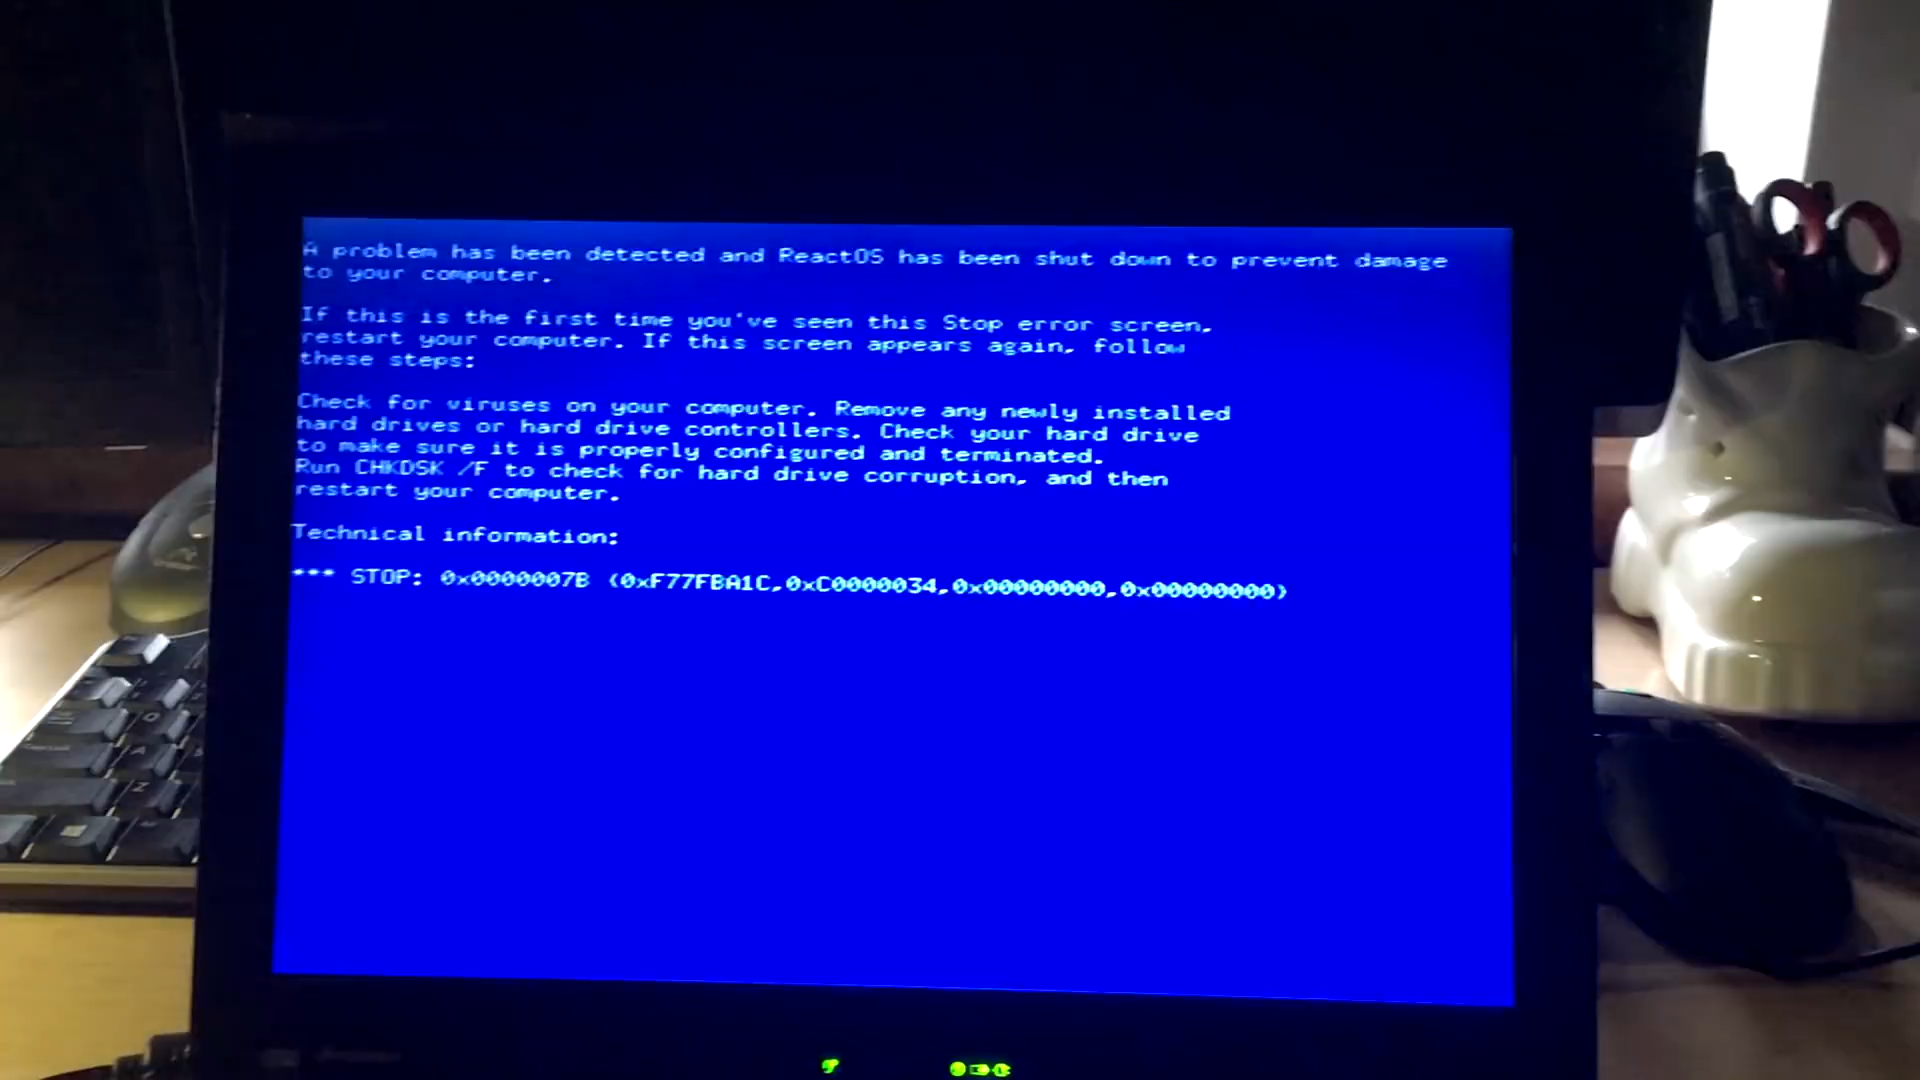 A problem has been detected and ReactOS has been shut down to prevent damage
to your computer.
If this is the first time you've seen this Stop error screen,
restart your computer. If this screen appears again, follow
these steps:
Check for viruses on your computer. Remove any newly installed
hard drives or hard drive controllers. Check your hard drive
to make sure it is properly configured and terminated.
Run CHKDSK /F to check for hard drive corruption, and then
restart your computer.
Technical information:
*** STOP: 0x0000007B (0xF77FBA1C,0xC0000034,0x00000000,0x00000000)